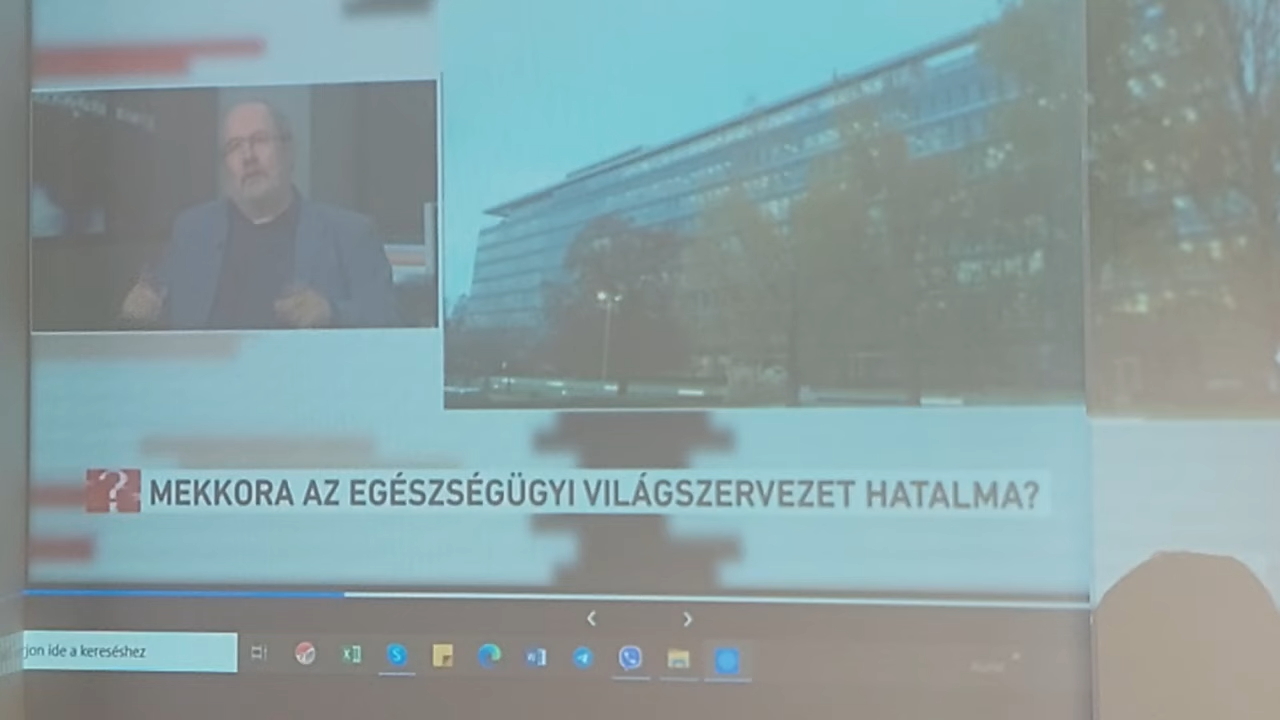 ? MEKKORA AZ EGÉSZSÉGÜGYI VILÁGSZERVEZET HATALMA?
jon ide a kereséshez